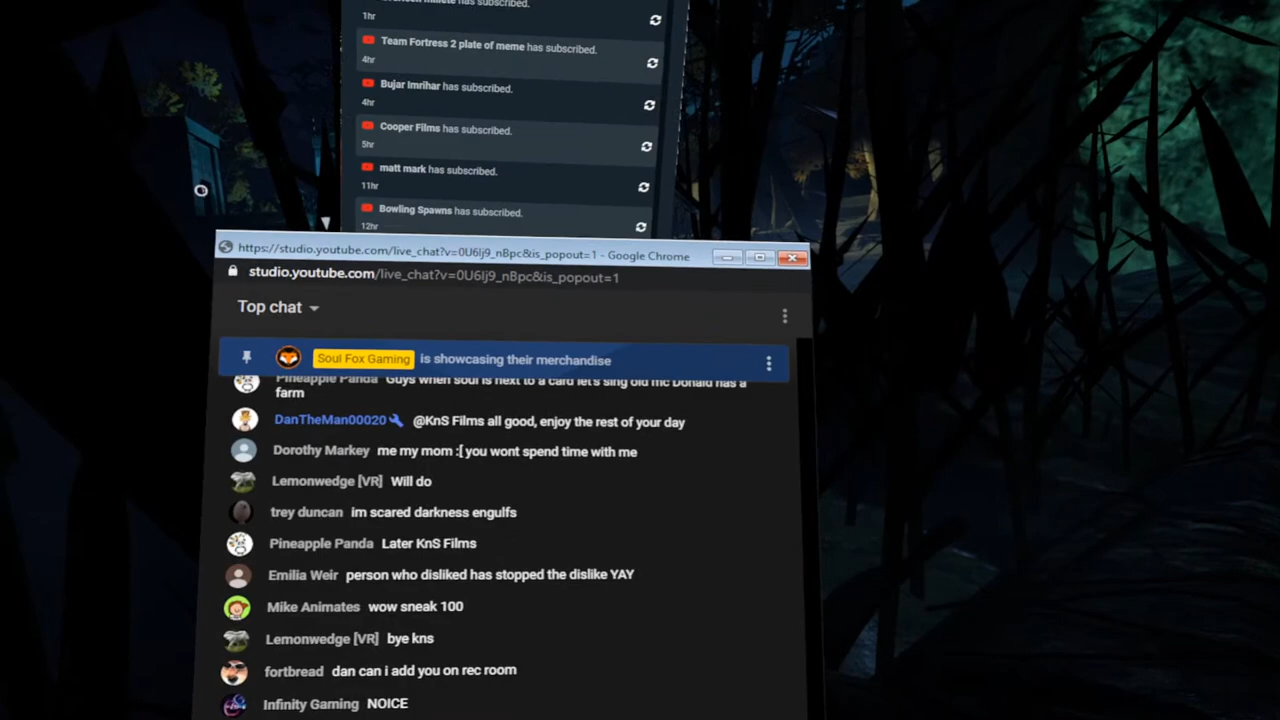 has subscribed.
1hr
Team Fortress 2 plate of meme has subscribed.
4hr
Bujar Imrihar has subscribed.
4hr
Cooper Films has subscribed.
5hr
matt mark has subscribed.
11hr
Bowling Spawns has subscribed.
12hr
https://studio.youtube.com/live_chat?v=0U6Ij9_nBpc&is_popout=1 - Google Chrome
studio.youtube.com/live_chat?v=0U6Ij9_nBpc&is_popout=1
Top chat
Soul Fox Gaming is showcasing their merchandise
Pineapple Panda Guys when soul is next to a card let's sing old mc Donald has a
farm
DanTheMan00020 @KnS Films all good, enjoy the rest of your day
Dorothy Markey me my mom :[ you wont spend time with me
Lemonwedge [VR] Will do
trey duncan im scared darkness engulfs
Pineapple Panda Later KnS Films
Emilia Weir person who disliked has stopped the dislike YAY
Mike Animates wow sneak 100
Lemonwedge [VR] bye kns
fortbread dan can i add you on rec room
Infinity Gaming NOICE